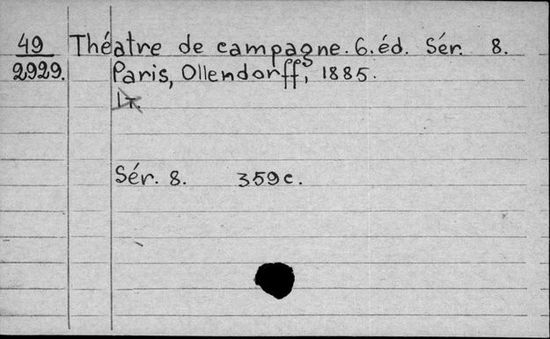 49 Théatre de campagne. 6. éd. Sér. 8.
2929. Paris, Ollendorff, 1885.
Sér. 8. 359c.